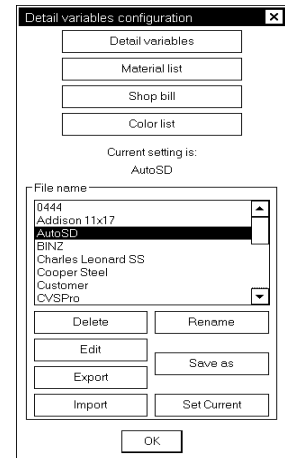 Detail variables configuration
Detail variables
Material list
Shop bill
Color list
Current setting is:
AutoSD
File name
0444
Addison 11x17
AutoSD
BINZ
Charles Leonard SS
Cooper Steel
Customer
CVSPro
Delete
Rename
Edit
Save as
Export
Import
Set Current
OK